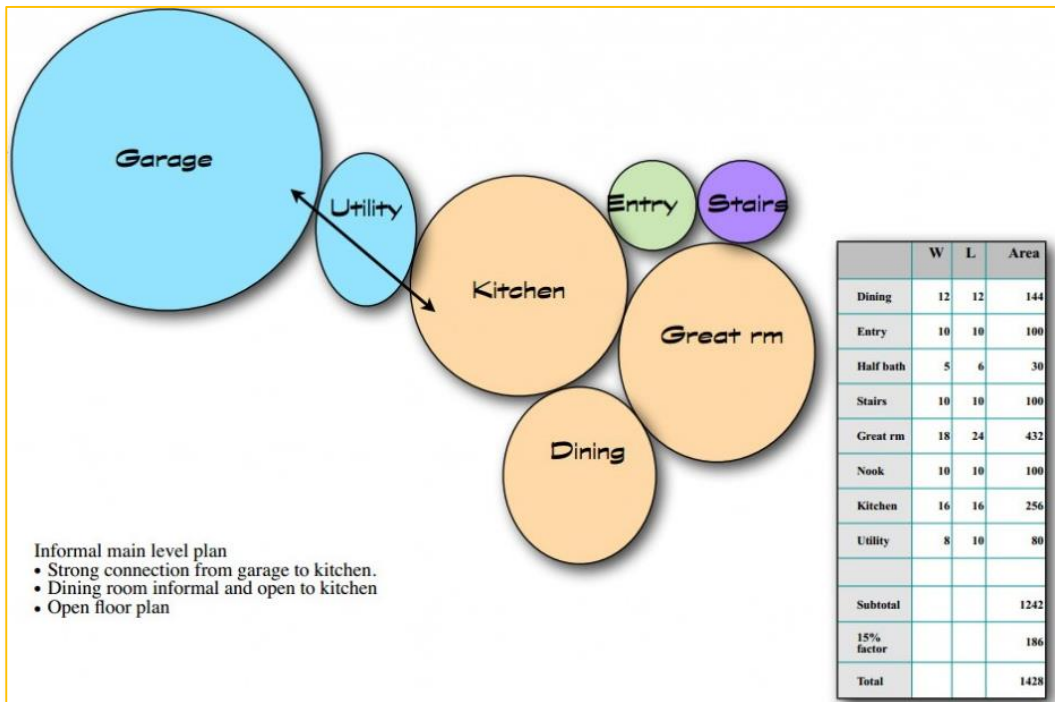 Garage
Utility
Entry
Stairs
Kitchen
Great rm
Dining
W L Area
Dining 12 12 144
Entry 10 10 100
Half bath 5 6 30
Stairs 10 10 100
Great rm 18 24 432
Nook 10 10 100
Kitchen 16 16 256
Utility 8 10 80
Subtotal 1242
15%
factor 186
Total 1428
Informal main level plan
• Strong connection from garage to kitchen.
• Dining room informal and open to kitchen
• Open floor plan